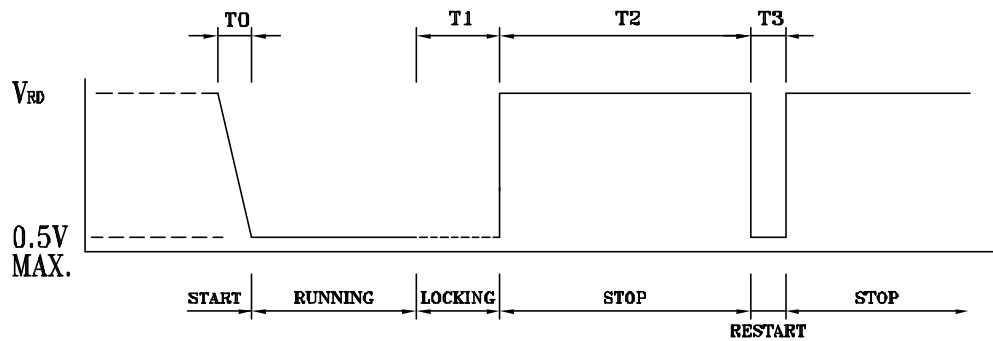 T0 T1 T2 T3
VRD
0.5V
MAX.
START RUNNING LOCKING STOP STOP
RESTART